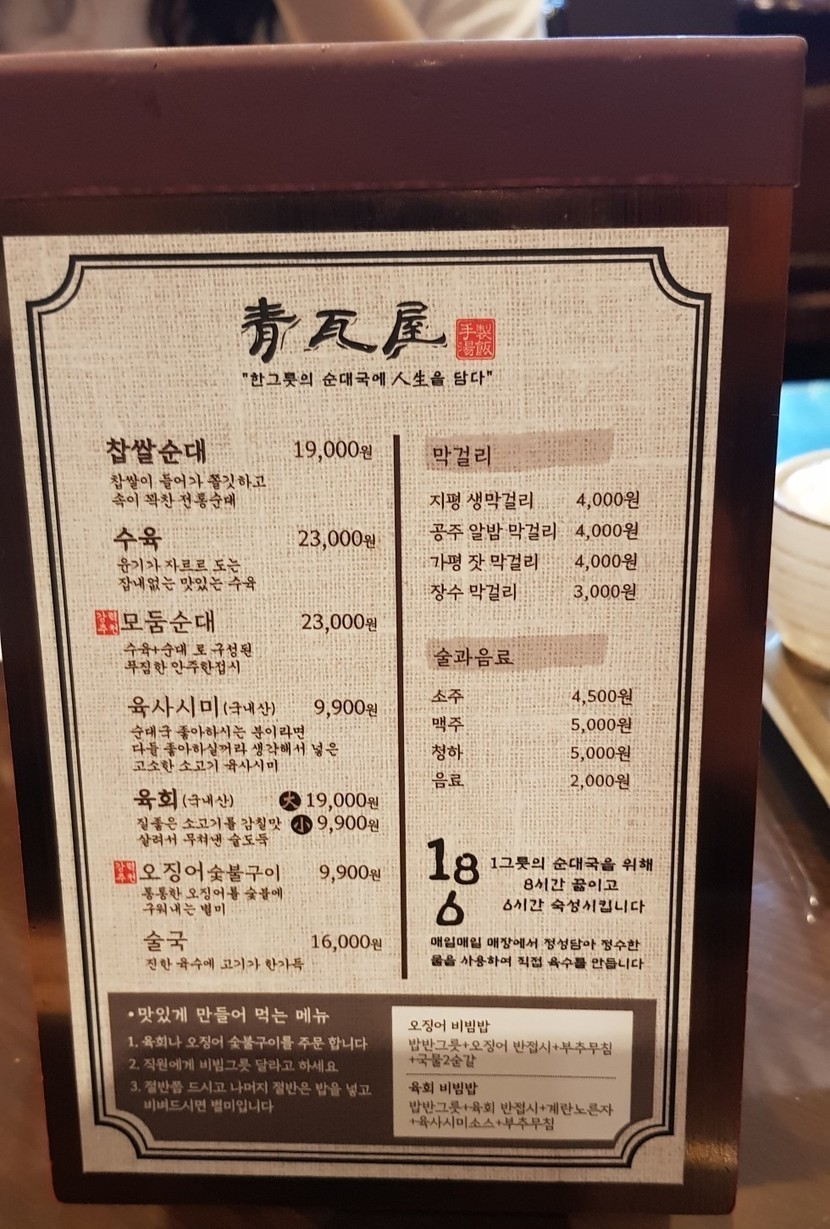 青瓦屋 手製湯飯
"한그릇의 순대국에 人生을 담다"
찹쌀순대 19,000원
찹쌀이 들어가 쫄깃하고
속이 꽉찬 전통순대
수육 23,000원
윤기가 자르르 도는
잡내없는 맛있는 수육
강력추천 모둠순대 23,000원
수육+순대 로 구성된
푸짐한 안주한접시
육사시미(국내산) 9,900원
순대국 좋아하시는 분이라면
다들 좋아하실꺼라 생각해서 넣은
고소한 소고기 육사시미
육회(국내산) 大 19,000원
질좋은 소고기를 감칠맛 小 9,900원
살려서 무쳐낸 술도둑
강력추천 오징어숯불구이 9,900원
통통한 오징어를 숯불에
구워내는 별미
술국 16,000원
진한 육수에 고기가 한가득
막걸리
지평 생막걸리 4,000원
공주 알밤 막걸리 4,000원
가평 잣 막걸리 4,000원
장수 막걸리 3,000원
술과음료
소주 4,500원
맥주 5,000원
청하 5,000원
음료 2,000원
186
1그릇의 순대국을 위해
8시간 끓이고
6시간 숙성시킵니다
매일매일 매장에서 정성담아 정수한
물을 사용하여 직접 육수를 만듭니다
•맛있게 만들어 먹는 메뉴
1. 육회나 오징어 숯불구이를 주문 합니다
2. 직원에게 비빔그릇 달라고 하세요
3. 절반쯤 드시고 나머지 절반은 밥을 넣고
비벼드시면 별미입니다
오징어 비빔밥
밥반그릇+오징어 반접시+부추무침
+국물2숟갈
육회 비빔밥
밥반그릇+육회 반접시+계란노른자
+육사시미소스+부추무침